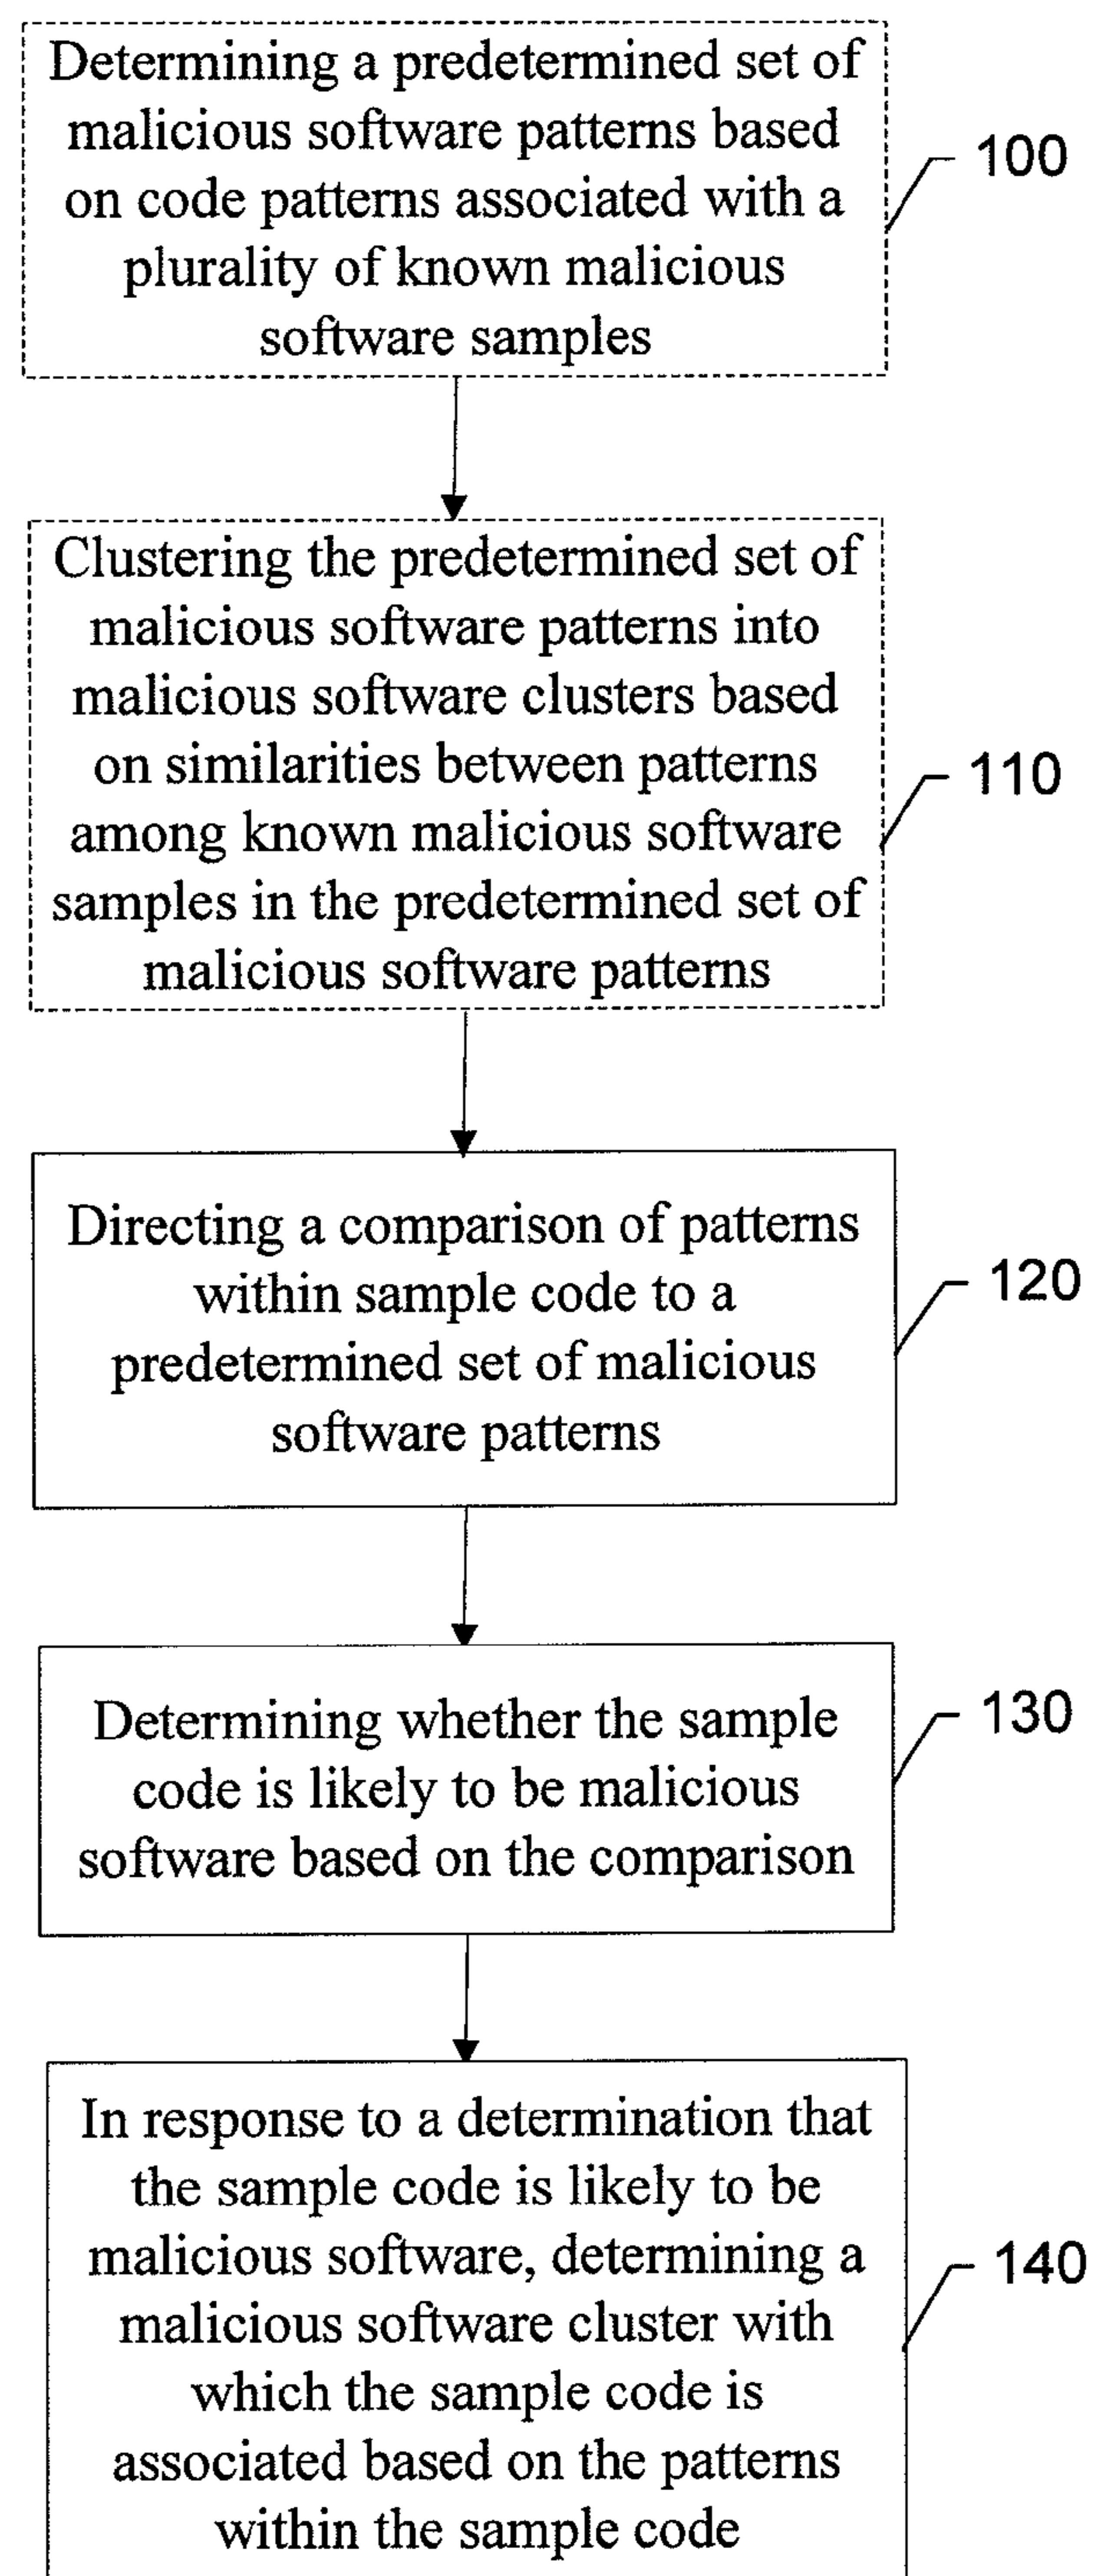 Determining a predetermined set of
malicious software patterns based
on code patterns associated with a
plurality of known malicious
software samples
100
Clustering the predetermined set of
malicious software patterns into
malicious software clusters based
on similarities between patterns
among known malicious software
samples in the predetermined set of
malicious software patterns
110
Directing a comparison of patterns
within sample code to a
predetermined set of malicious
software patterns
120
Determining whether the sample
code is likely to be malicious
software based on the comparison
130
In response to a determination that
the sample code is likely to be
malicious software, determining a
malicious software cluster with
which the sample code is
associated based on the patterns
within the sample code
140